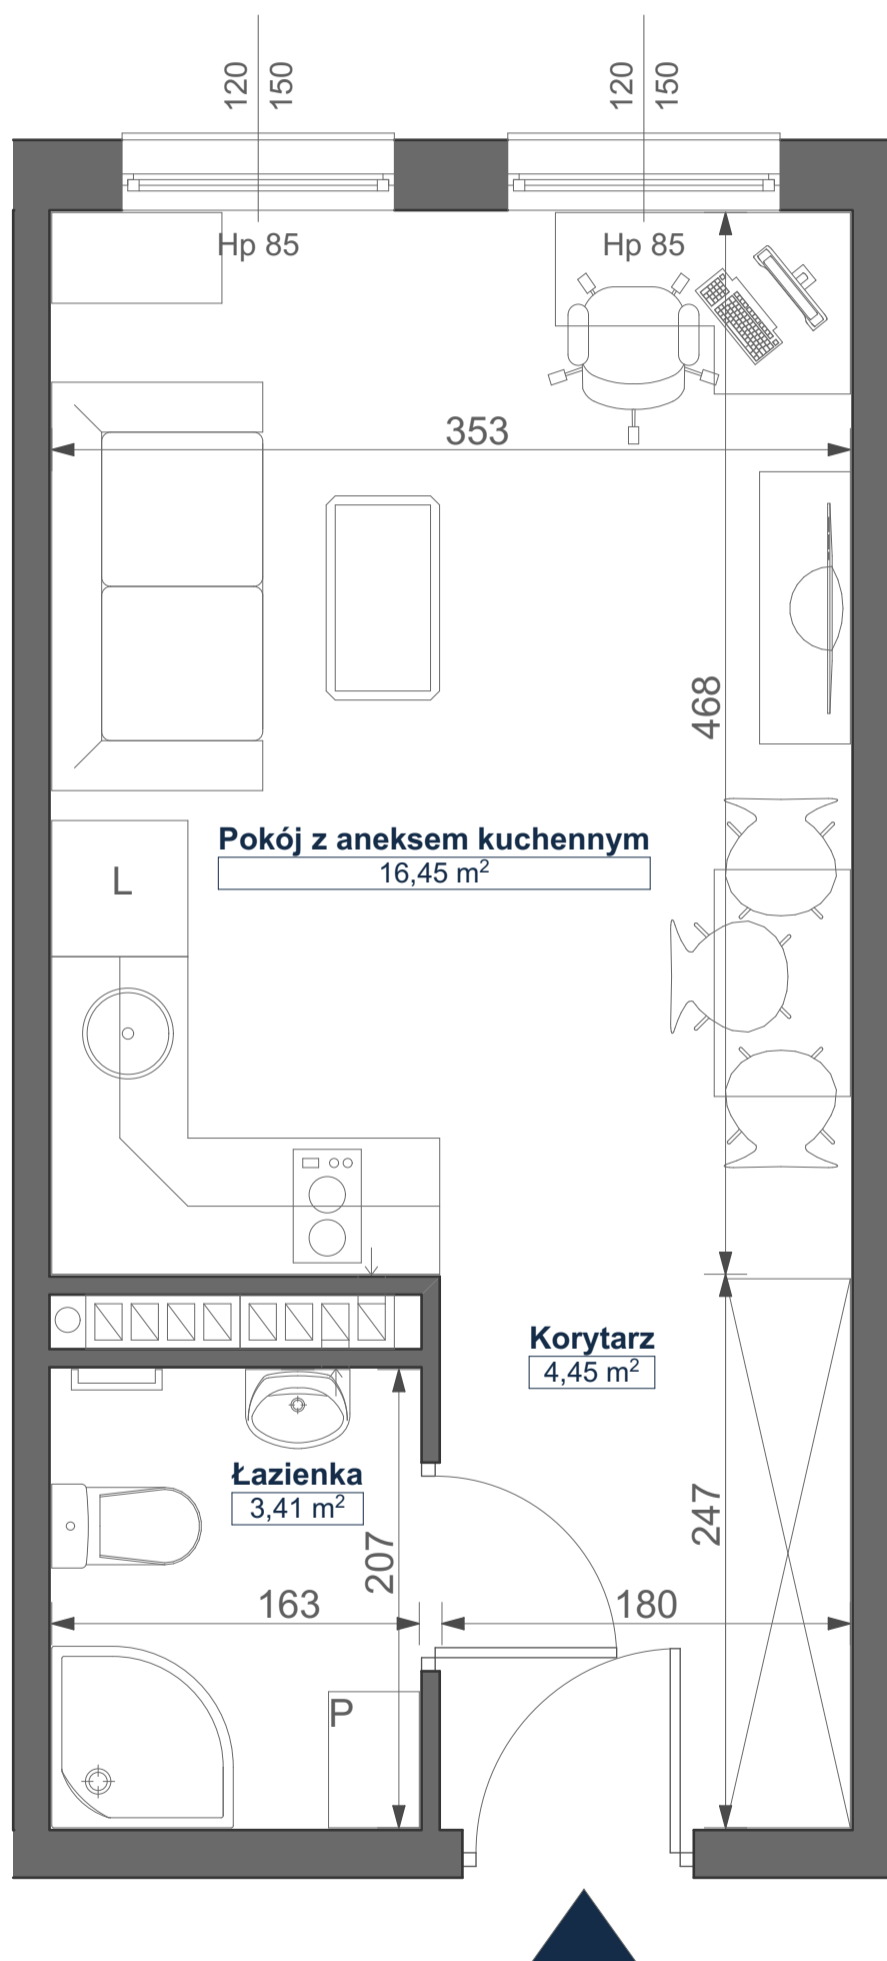 120
150
120
150
Hp 85
Hp 85
353
468
Pokój z aneksem kuchennym
16,45 m²
L
Korytarz
4,45 m²
Łazienka
3,41 m²
207
247
163
180
P